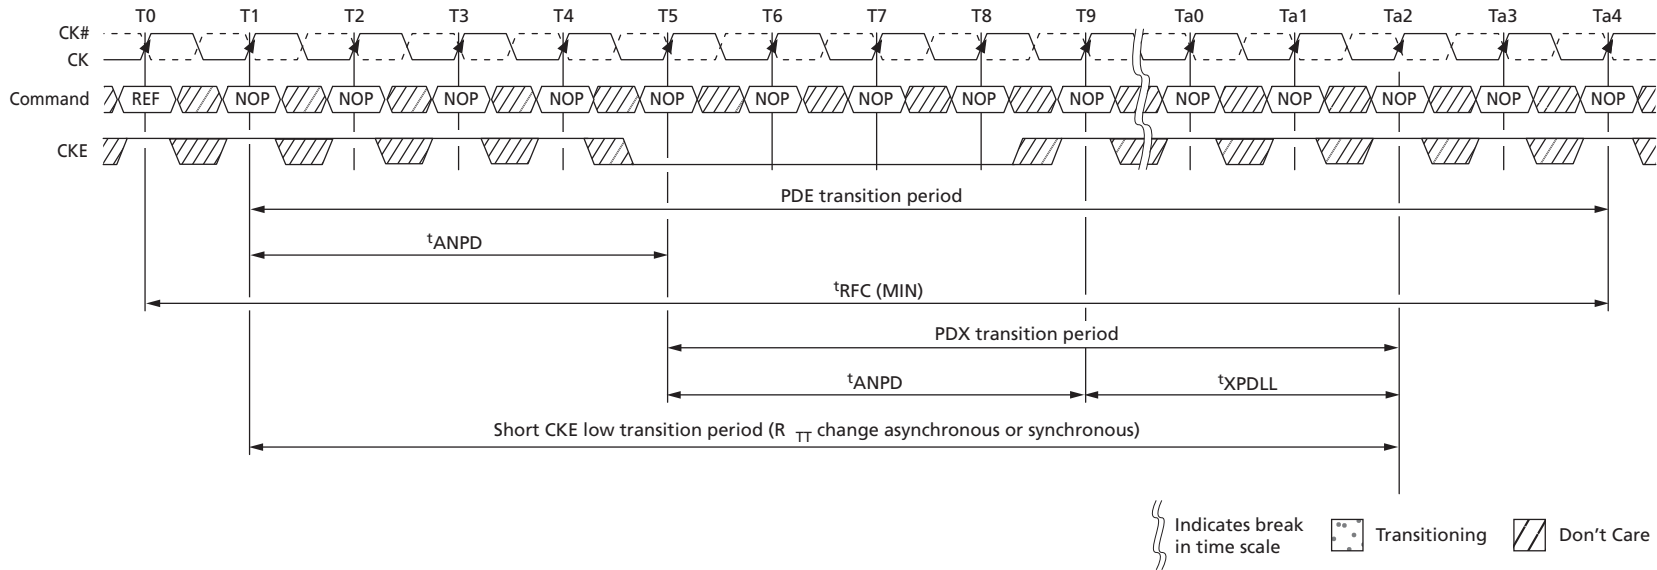 T0 T1 T2 T3 T4 T5 T6 T7 T8 T9 Ta0 Ta1 Ta2 Ta3 Ta4
CK#
CK
Command REF NOP NOP NOP NOP NOP NOP NOP NOP NOP NOP NOP NOP NOP NOP
CKE
PDE transition period
tANPD
tRFC (MIN)
PDX transition period
tANPD tXPDLL
Short CKE low transition period (R TT change asynchronous or synchronous)
Indicates break
in time scale
Transitioning
Don't Care